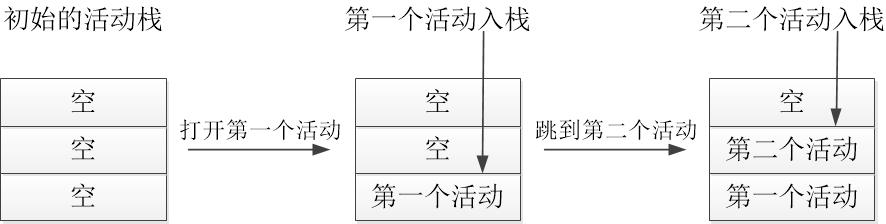 初始的活动栈
第一个活动入栈
第二个活动入栈
空
空
空
打开第一个活动
空
空
第一个活动
跳到第二个活动
空
第二个活动
第一个活动